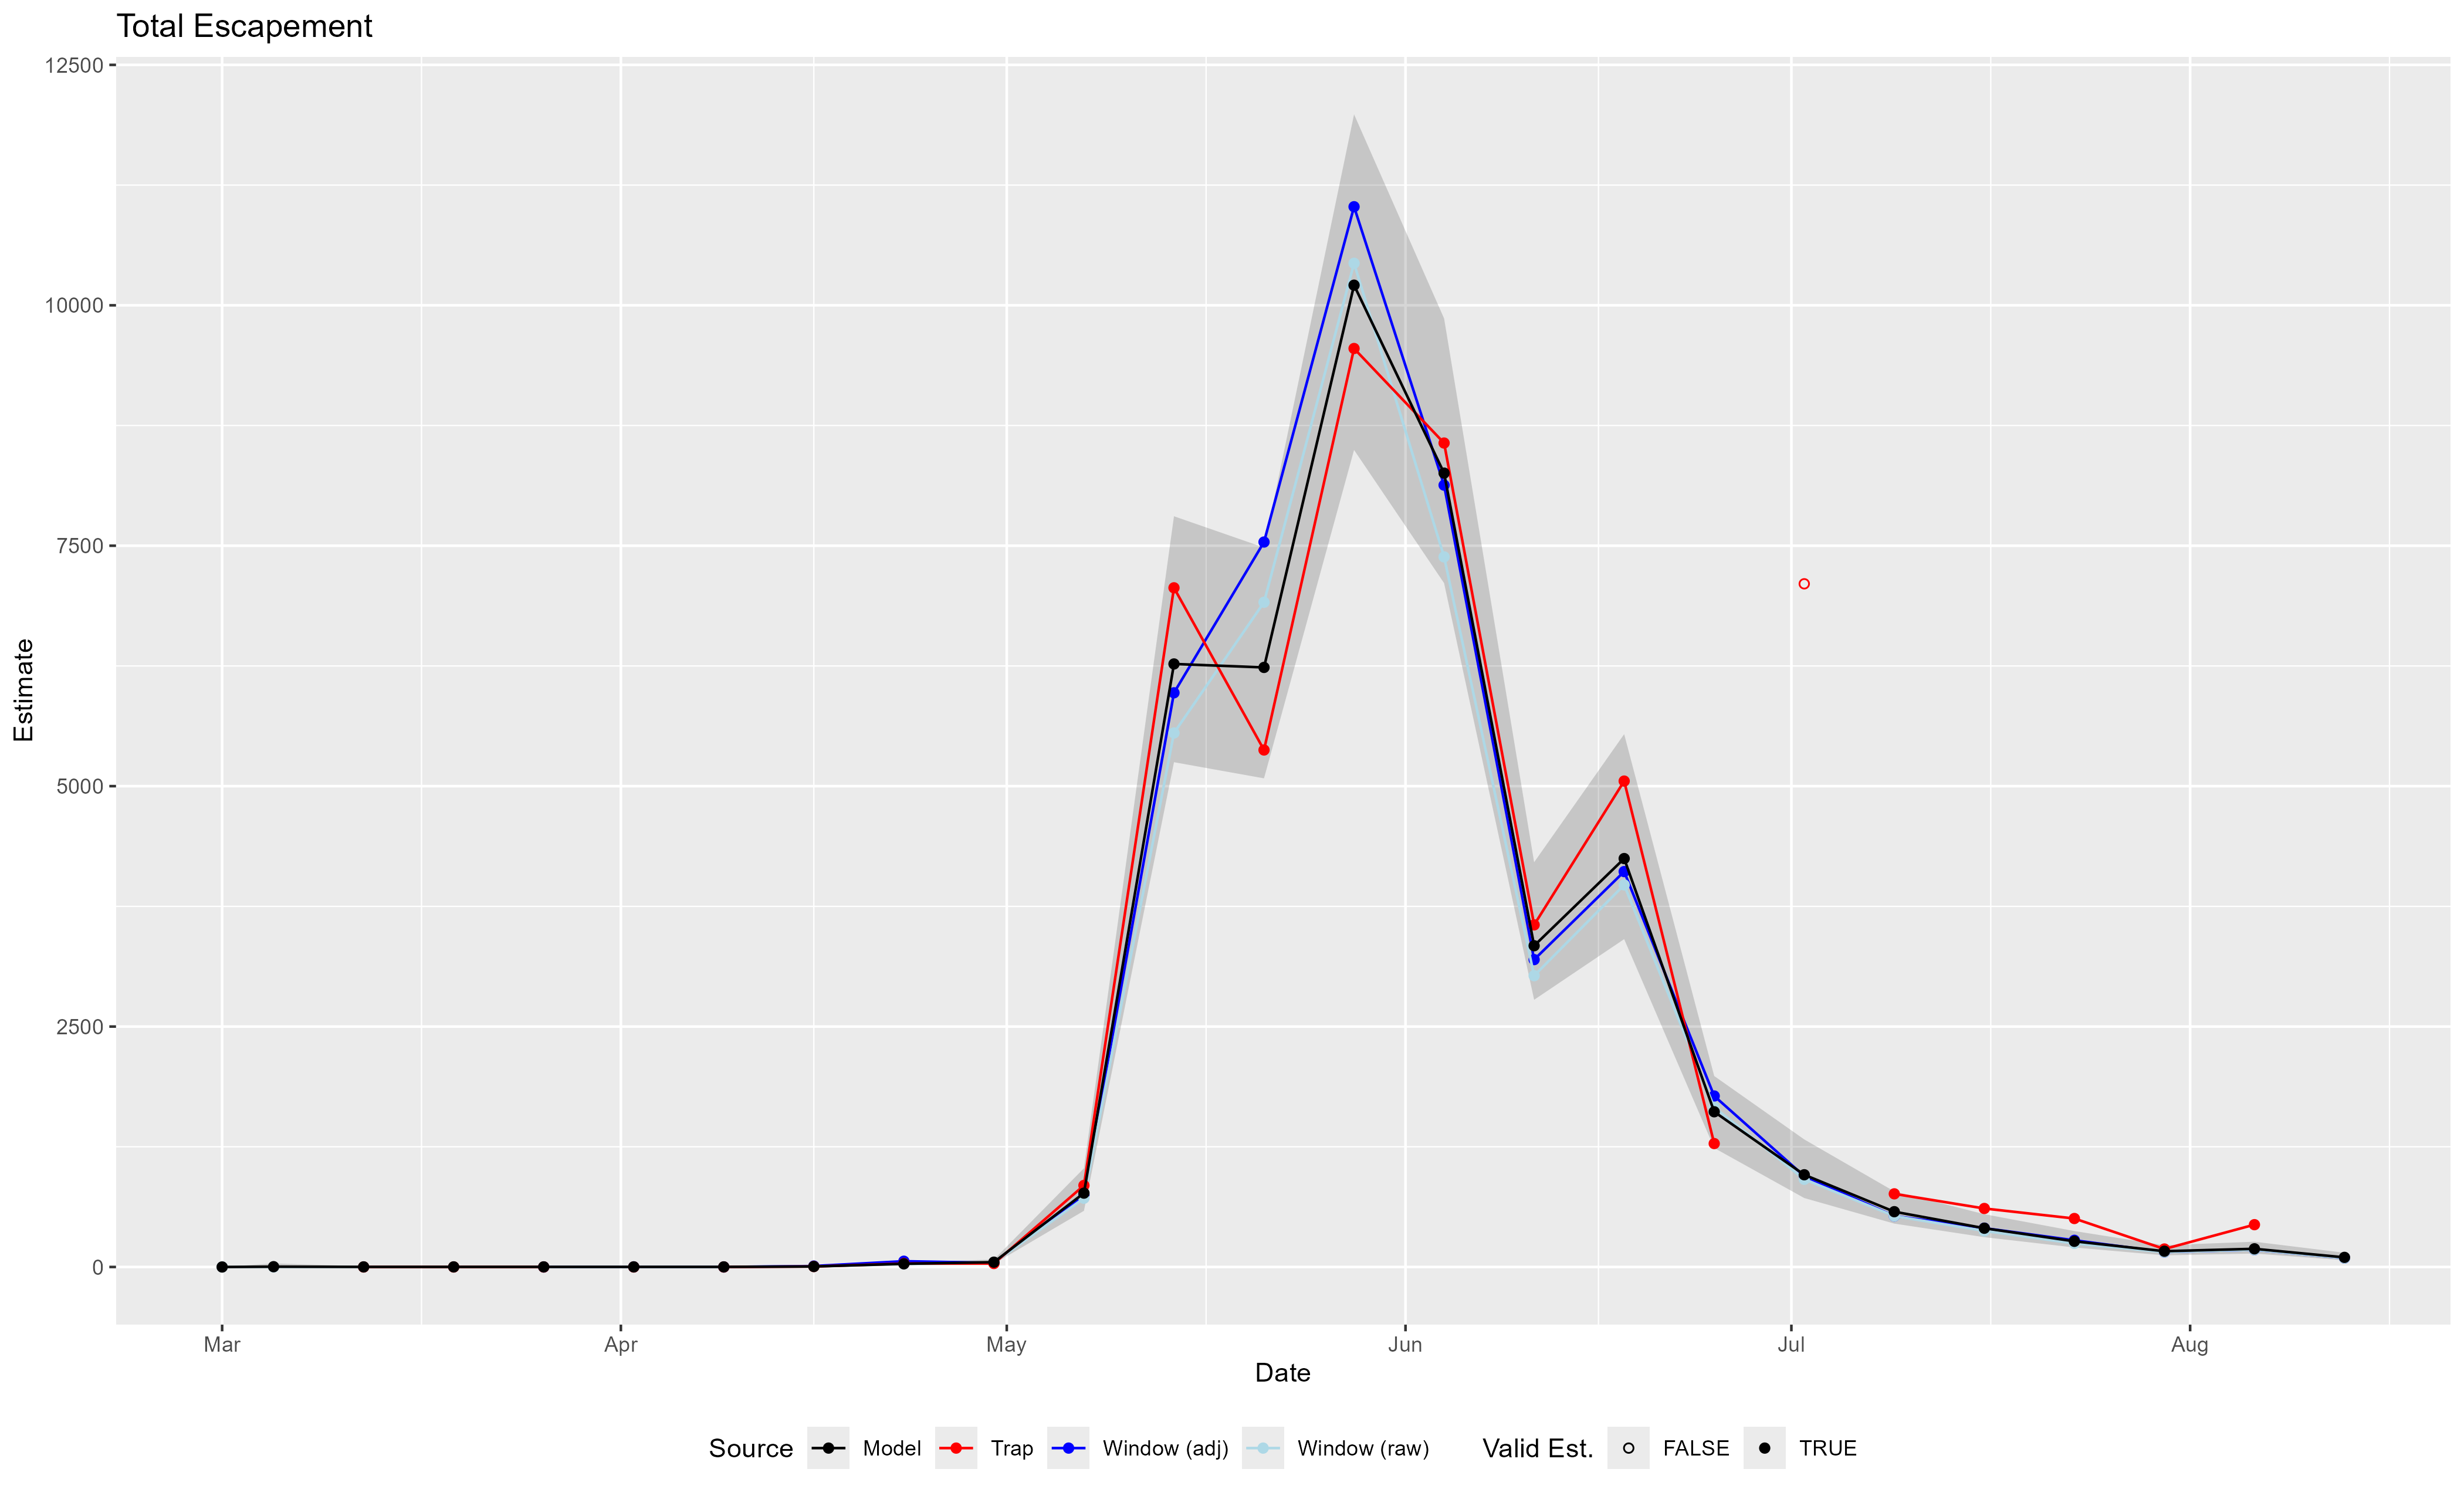 Total Escapement
12500
10000
7500
5000
2500
0
Estimate
Mar Apr May Jun Jul Aug
Date
Source Model Trap Window (adj) Window (raw) Valid Est. FALSE TRUE